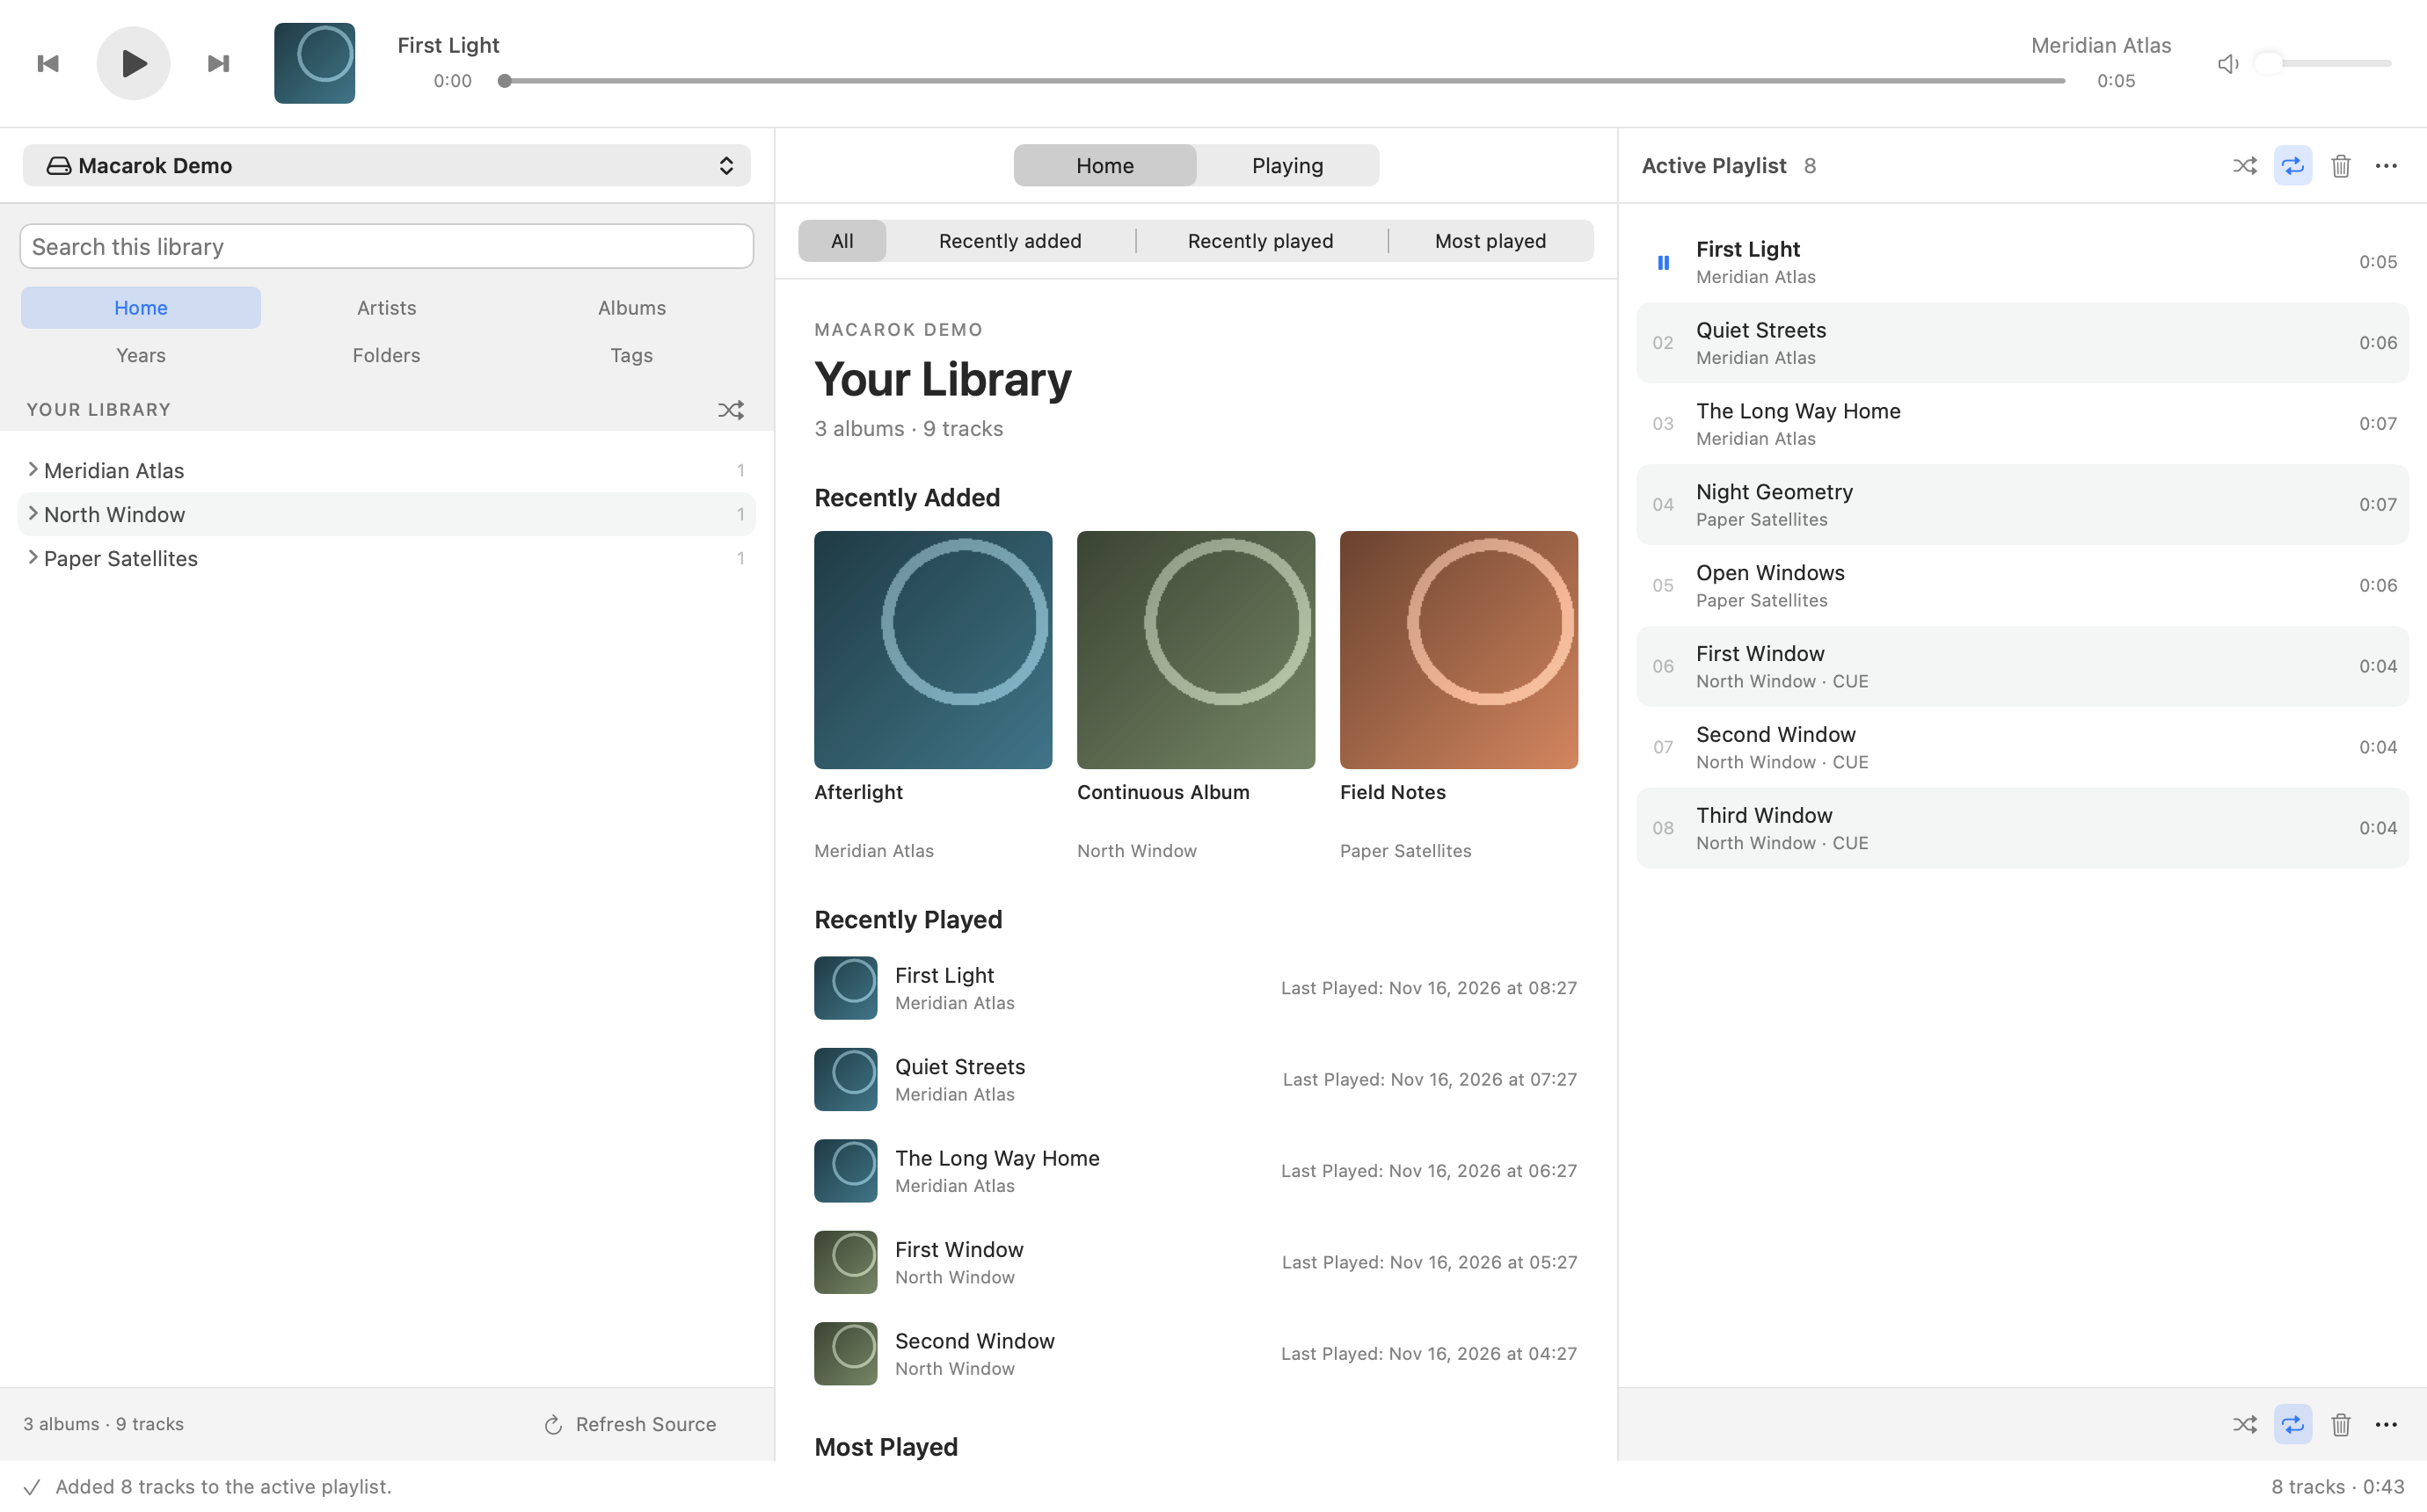 First Light
Meridian Atlas
0:00
0:05
Macarok Demo
Search this library
Home
Artists
Albums
Years
Folders
Tags
YOUR LIBRARY
Meridian Atlas 1
North Window 1
Paper Satellites 1
3 albums · 9 tracks
Refresh Source
Home
Playing
All
Recently added
Recently played
Most played
MACAROK DEMO
Your Library
3 albums · 9 tracks
Recently Added
Afterlight
Meridian Atlas
Continuous Album
North Window
Field Notes
Paper Satellites
Recently Played
First Light
Meridian Atlas
Last Played: Nov 16, 2026 at 08:27
Quiet Streets
Meridian Atlas
Last Played: Nov 16, 2026 at 07:27
The Long Way Home
Meridian Atlas
Last Played: Nov 16, 2026 at 06:27
First Window
North Window
Last Played: Nov 16, 2026 at 05:27
Second Window
North Window
Last Played: Nov 16, 2026 at 04:27
Most Played
Active Playlist 8
First Light
Meridian Atlas
0:05
02
Quiet Streets
Meridian Atlas
0:06
03
The Long Way Home
Meridian Atlas
0:07
04
Night Geometry
Paper Satellites
0:07
05
Open Windows
Paper Satellites
0:06
06
First Window
North Window · CUE
0:04
07
Second Window
North Window · CUE
0:04
08
Third Window
North Window · CUE
0:04
Added 8 tracks to the active playlist.
8 tracks · 0:43